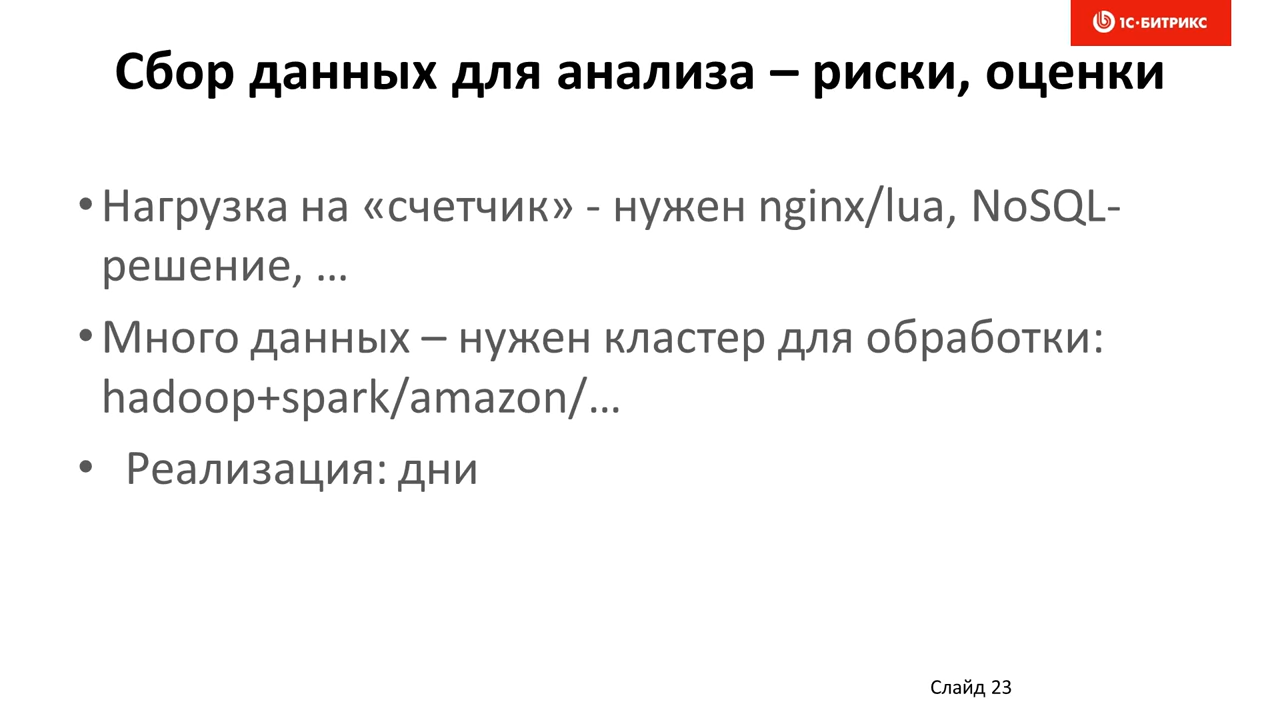 1С·БИТРИКС
Сбор данных для анализа – риски, оценки
• Нагрузка на «счетчик» - нужен nginx/lua, NoSQL-
решение, …
• Много данных – нужен кластер для обработки:
hadoop+spark/amazon/…
• Реализация: дни
Слайд 23